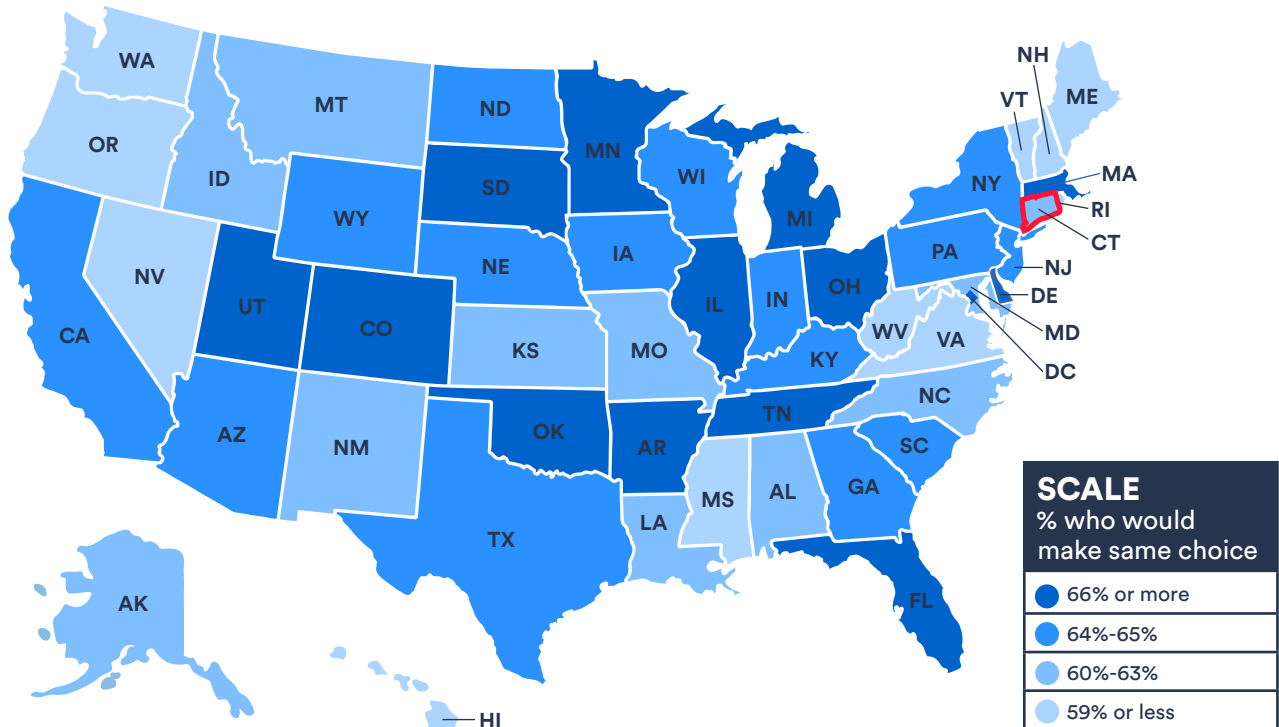 NH
WA
ME
VT
MT
ND
OR
MN
MA
ID
WI
NY
SD
RI
WY
MI
CT
PA
IA
NE
NJ
NV
OH
DE
IN
UT
IL
CO
MD
CA
WV
VA
KS
MO
KY
DC
NC
TN
OK
AZ
NM
AR
SC
GA
AL
MS
LA
TX
SCALE
% who would
make same choice
66% or more
64%-65%
60%-63%
59% or less
FL
AK
HI